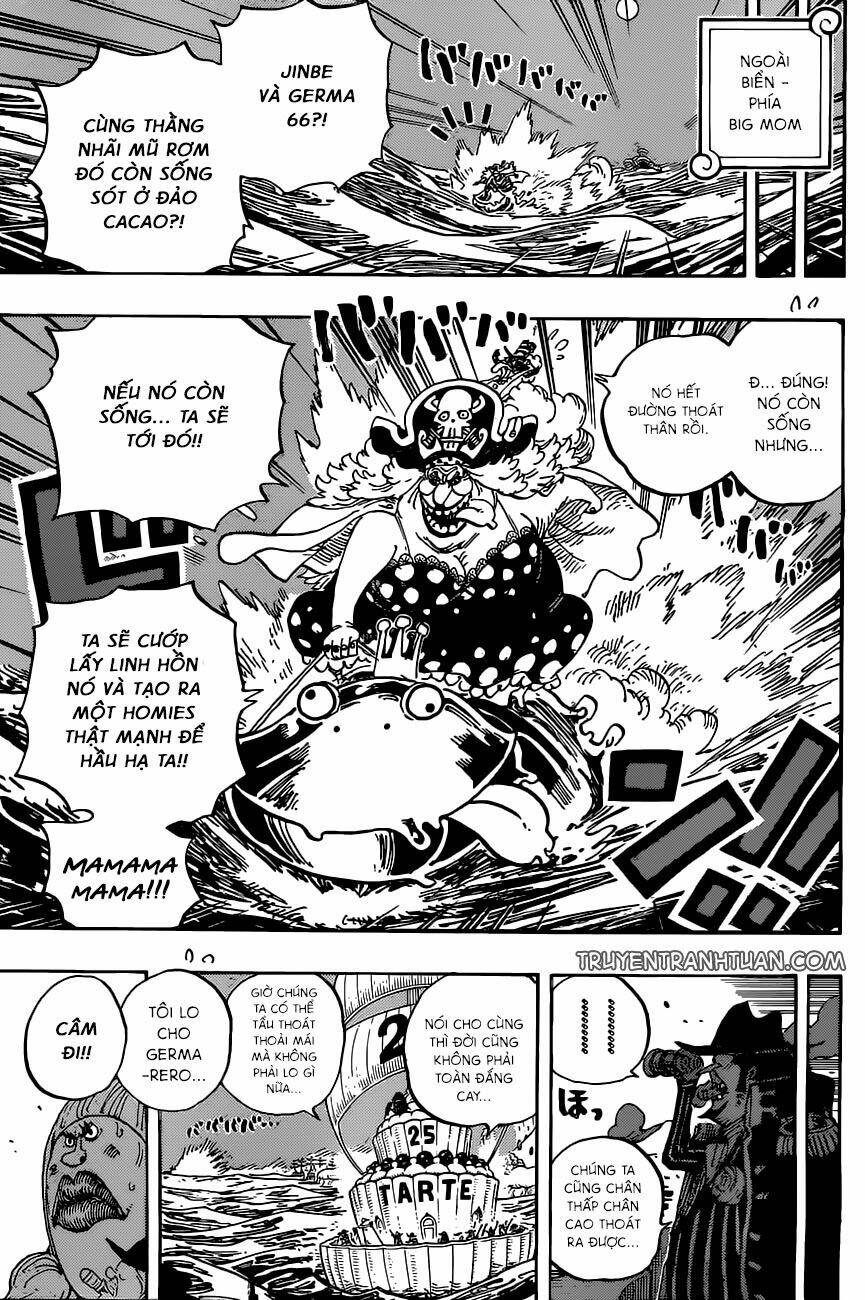 NGOÀI
BIỂN -
PHÍA
BIG MOM
JINBE
VÀ GERMA
66?!
CÙNG THẰNG
NHÃI MŨ RƠM
ĐÓ CÒN SỐNG
SÓT Ở ĐẢO
CACAO?!
Đ... ĐÚNG!
NÓ CÒN SỐNG
NHƯNG...
NÓ HẾT
ĐƯỜNG THOÁT
THÂN RỒI.
NẾU NÓ CÒN
SỐNG... TA SẼ
TỚI ĐÓ!!
TA SẼ CƯỚP
LẤY LINH HỒN
NÓ VÀ TẠO RA
MỘT HOMIES
THẬT MẠNH ĐỂ
HẦU HẠ TA!!
MAMAMA
MAMA!!!
TRUYENTRANHTUAN.COM
ほっ
CHÚNG TA
CŨNG CHÂN
THẤP CHÂN
CAO THOÁT
RA ĐƯỢC...
NÓI CHO CÙNG
THÌ ĐỜI CŨNG
KHÔNG PHẢI
TOÀN ĐẮNG
CAY...
GIỜ CHÚNG
TA CÓ THỂ
TẨU THOÁT
THOẢI MÁI
MÀ KHÔNG
PHẢI LO GÌ
NỮA...
25
TARTE
TÔI LO
CHO
GERMA
-RERO...
CÂM
ĐI!!